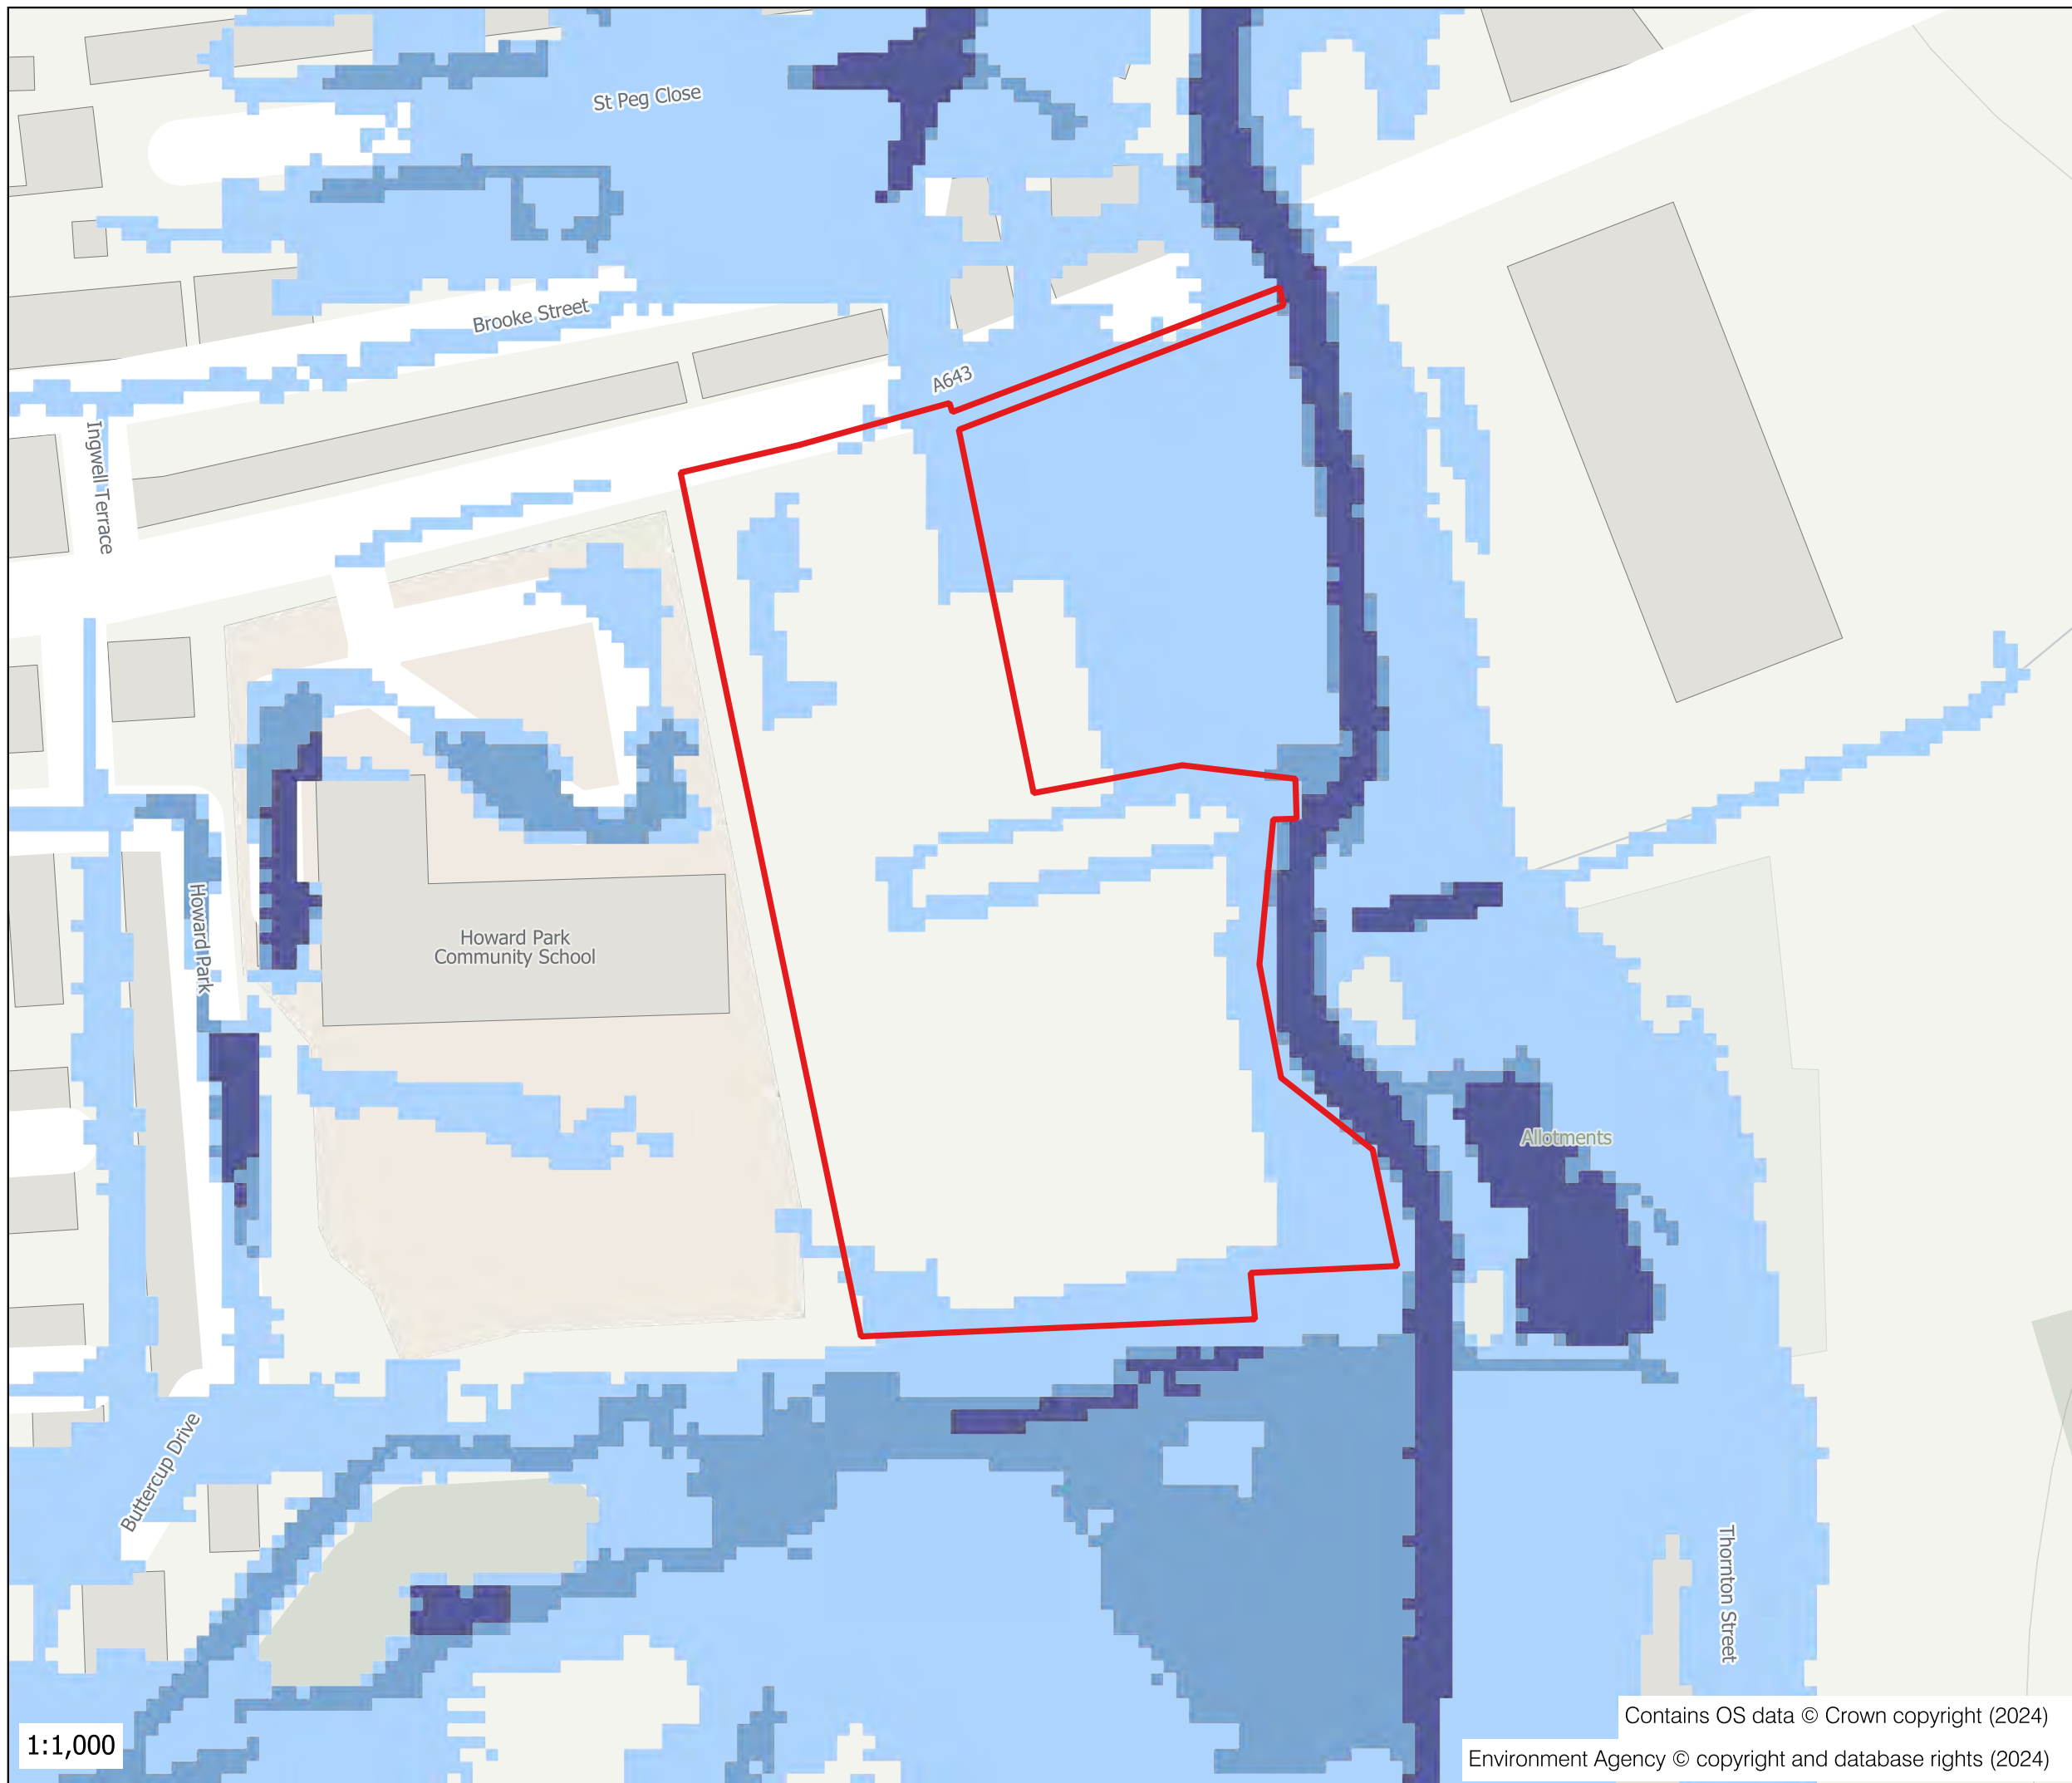 St Peg Close
Brooke Street
A643
Ingwell Terrace
Howard Park
Howard Park
Community School
Allotments
Buttercup Drive
Thornton Street
Contains OS data © Crown copyright (2024)
1:1,000
Environment Agency © copyright and database rights (2024)